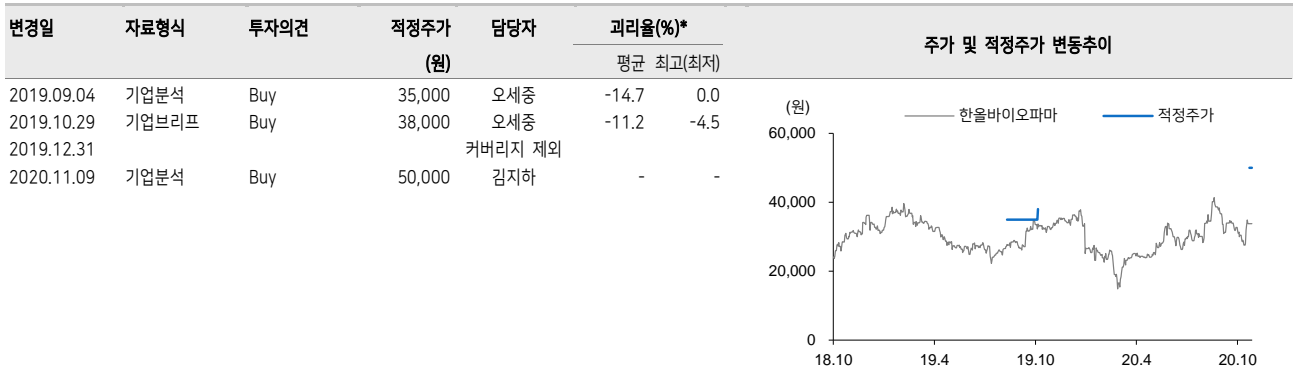 변경일 자료형식 투자의견 적정주가 담당자 괴리율(%)* 주가 및 적정주가 변동추이
(원) 평균 최고(최저)
2019.09.04 기업분석 Buy 35,000 오세중 -14.7 0.0
2019.10.29 기업브리프 Buy 38,000 오세중 -11.2 -4.5
2019.12.31 커버리지 제외
2020.11.09 기업분석 Buy 50,000 김지하 - -
(원) 한올바이오파마 적정주가
60,000
40,000
20,000
0
18.10 19.4 19.10 20.4 20.10